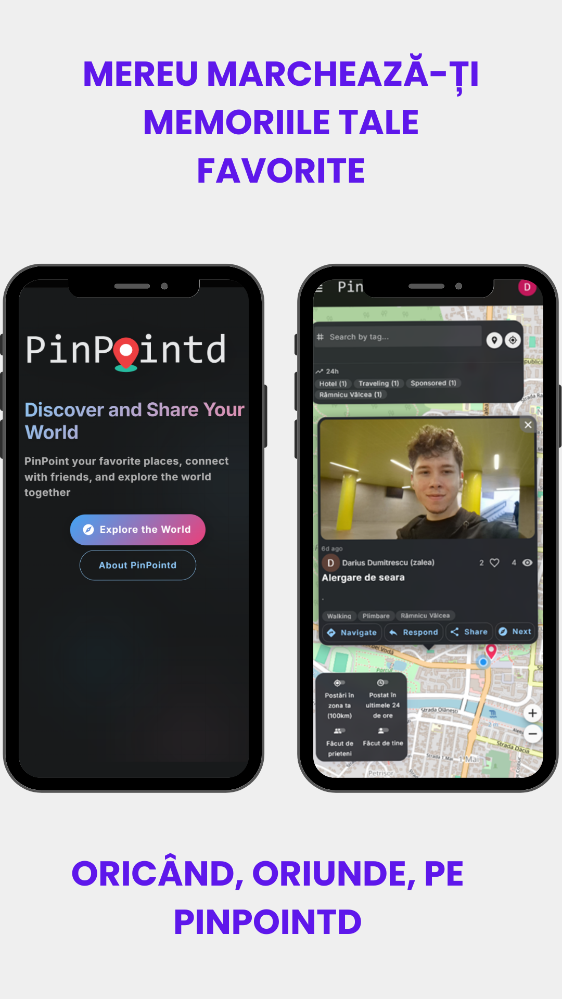 MEREU MARCHEAZĂ-ȚI
MEMORIILE TALE
FAVORITE
PinPointd
Discover and Share Your
World
PinPoint your favorite places, connect
with friends, and explore the world
together
Explore the World
About PinPointd
Pin
D
# Search by tag...
24h
Hotel (1) Traveling (1) Sponsored (1)
Râmnicu Vâlcea (1)
6d ago
D Darius Dumitrescu (zalea) 2 4
Alergare de seara
.
Walking Plimbare Râmnicu Vâlcea
Navigate Respond Share Next
Strada Olănești
Strada Dacia
Postări în
zona ta
(100km)
Postat în
ultimele 24
de ore
Făcut de
prieteni
Făcut de tine
+
−
ORICÂND, ORIUNDE, PE
PINPOINTD